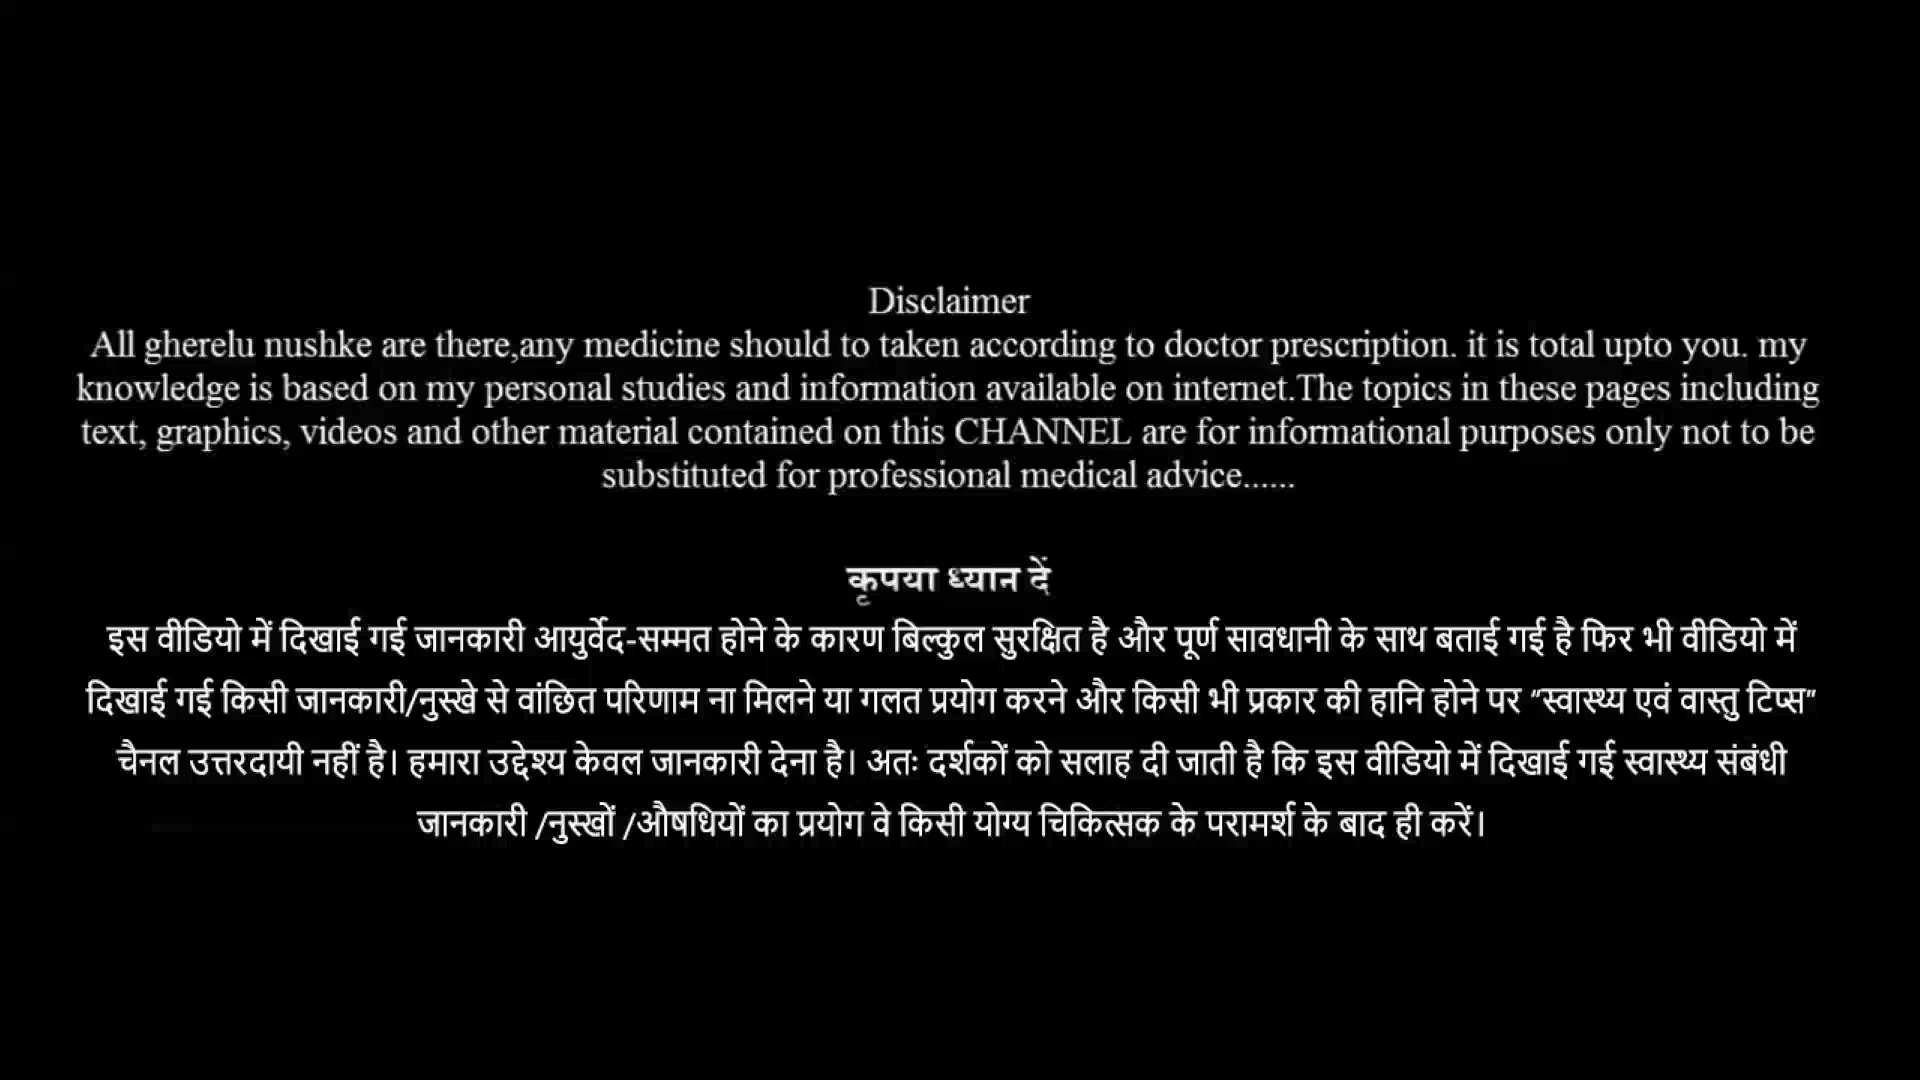 Disclaimer
All gherelu nushke are there,any medicine should to taken according to doctor prescription. it is total upto you. my
knowledge is based on my personal studies and information available on internet.The topics in these pages including
text, graphics, videos and other material contained on this CHANNEL are for informational purposes only not to be
substituted for professional medical advice......
कृपया ध्यान दें
इस वीडियो में दिखाई गई जानकारी आयुर्वेद-सम्मत होने के कारण बिल्कुल सुरक्षित है और पूर्ण सावधानी के साथ बताई गई है फिर भी वीडियो में
दिखाई गई किसी जानकारी/नुस्खे से वांछित परिणाम ना मिलने या गलत प्रयोग करने और किसी भी प्रकार की हानि होने पर “स्वास्थ्य एवं वास्तु टिप्स”
चैनल उत्तरदायी नहीं है। हमारा उद्देश्य केवल जानकारी देना है। अतः दर्शकों को सलाह दी जाती है कि इस वीडियो में दिखाई गई स्वास्थ्य संबंधी
जानकारी /नुस्खों /औषधियों का प्रयोग वे किसी योग्य चिकित्सक के परामर्श के बाद ही करें।